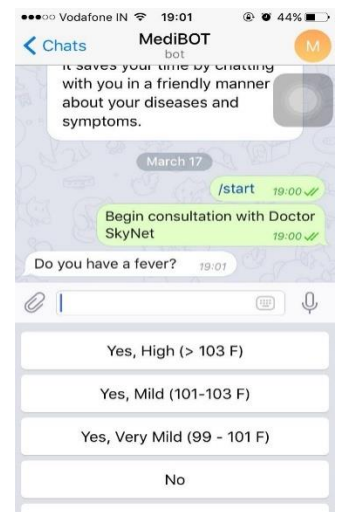 Vodafone IN 19:01 44%
Chats MediBOT M
bot
it saves your time by chatting
with you in a friendly manner
about your diseases and
symptoms.
March 17
/start 19:00
Begin consultation with Doctor
SkyNet 19:00
Do you have a fever? 19:01
Yes, High (> 103 F)
Yes, Mild (101-103 F)
Yes, Very Mild (99 - 101 F)
No